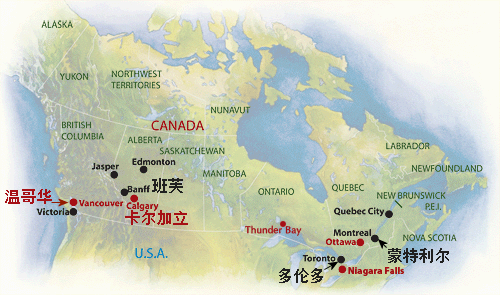 ALASKA
YUKON
NORTHWEST
TERRITORIES
NUNAVUT
BRITISH
COLUMBIA
CANADA
ALBERTA
SASKATCHEWAN
MANITOBA
ONTARIO
QUEBEC
LABRADOR
NEWFOUNDLAND
NEW BRUNSWICK
P.E.I.
NOVA SCOTIA
Jasper
Edmonton
Banff
班芙
Calgary
卡尔加立
温哥华
Vancouver
Victoria
U.S.A.
Thunder Bay
Quebec City
Montreal
蒙特利尔
Ottawa
Toronto
多伦多
Niagara Falls